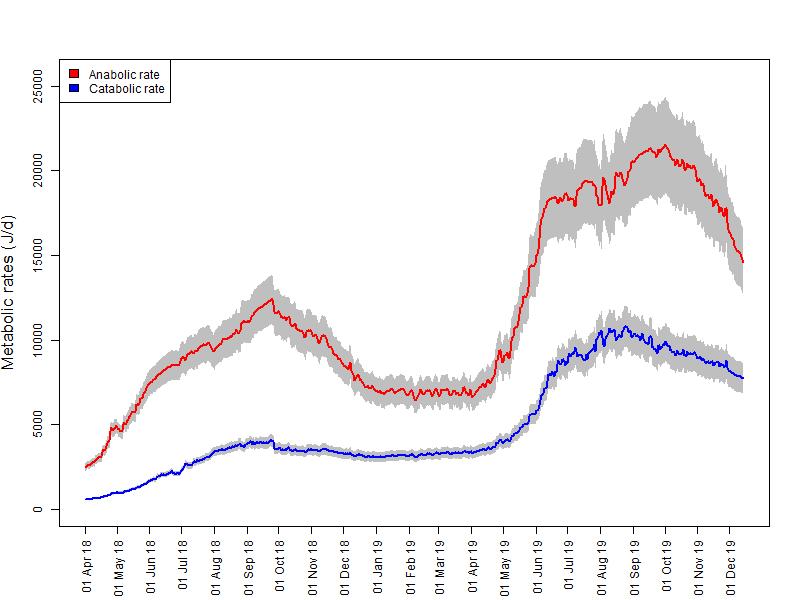 Anabolic rate
Catabolic rate
Metabolic rates (J/d)
25000
20000
15000
10000
5000
0
01 Apr 18
01 May 18
01 Jun 18
01 Jul 18
01 Aug 18
01 Sep 18
01 Oct 18
01 Nov 18
01 Dec 18
01 Jan 19
01 Feb 19
01 Mar 19
01 Apr 19
01 May 19
01 Jun 19
01 Jul 19
01 Aug 19
01 Sep 19
01 Oct 19
01 Nov 19
01 Dec 19